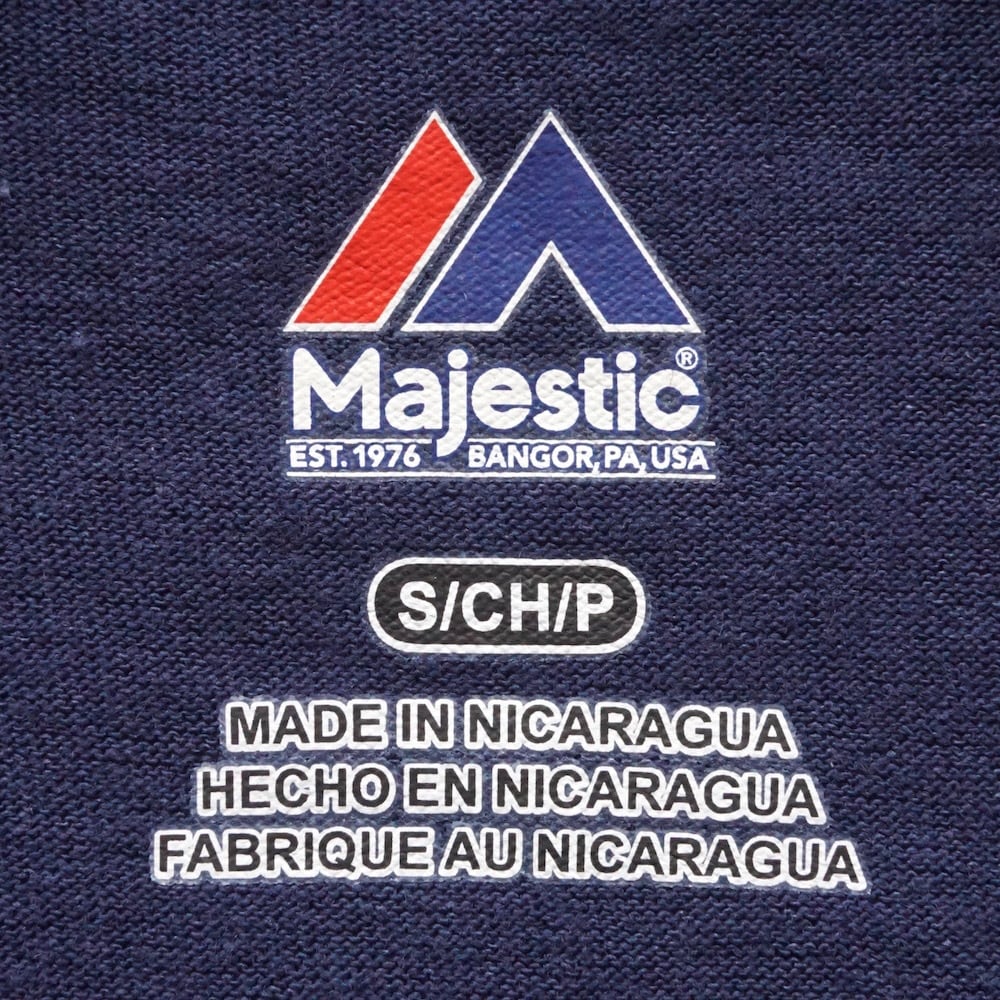 Majestic®
EST. 1976 BANGOR, PA, USA
S/CH/P
MADE IN NICARAGUA
HECHO EN NICARAGUA
FABRIQUE AU NICARAGUA